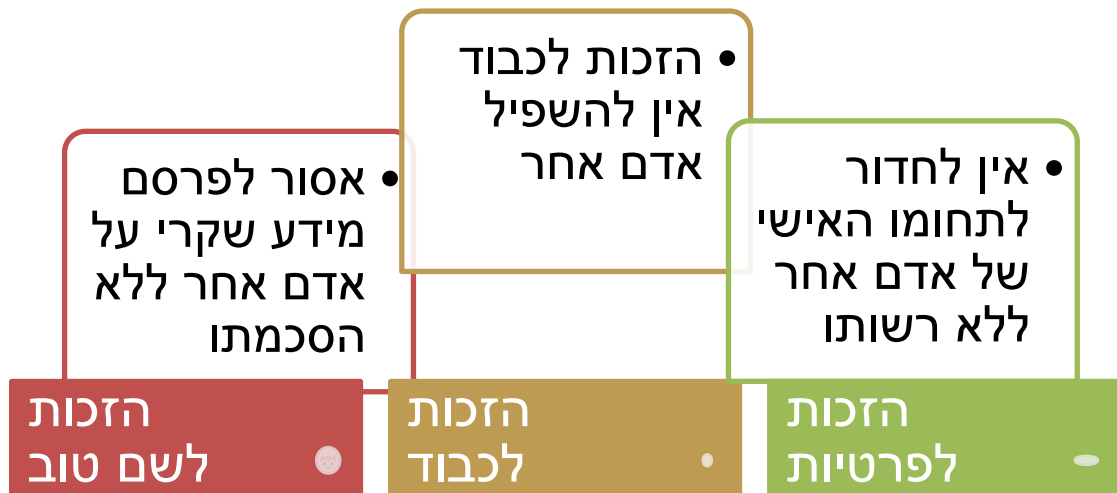 • אין לחדור
לתחומו האישי
של אדם אחר
ללא רשותו
הזכות
לפרטיות
• הזכות לכבוד
אין להשפיל
אדם אחר
הזכות
לכבוד
• אסור לפרסם
מידע שקרי על
אדם אחר ללא
הסכמתו
הזכות
לשם טוב